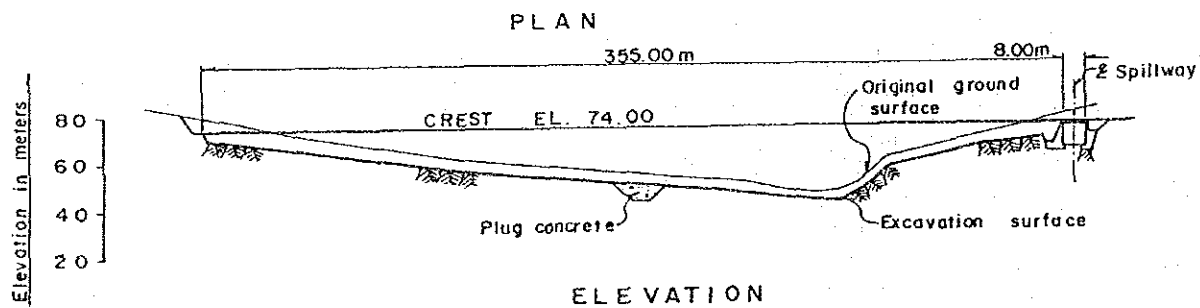 PLAN
355.00 m
8.00m
℄ Spillway
Original ground
surface
CREST EL. 74.00
Elevation in meters
80
60
40
20
Plug concrete
Excavation surface
ELEVATION